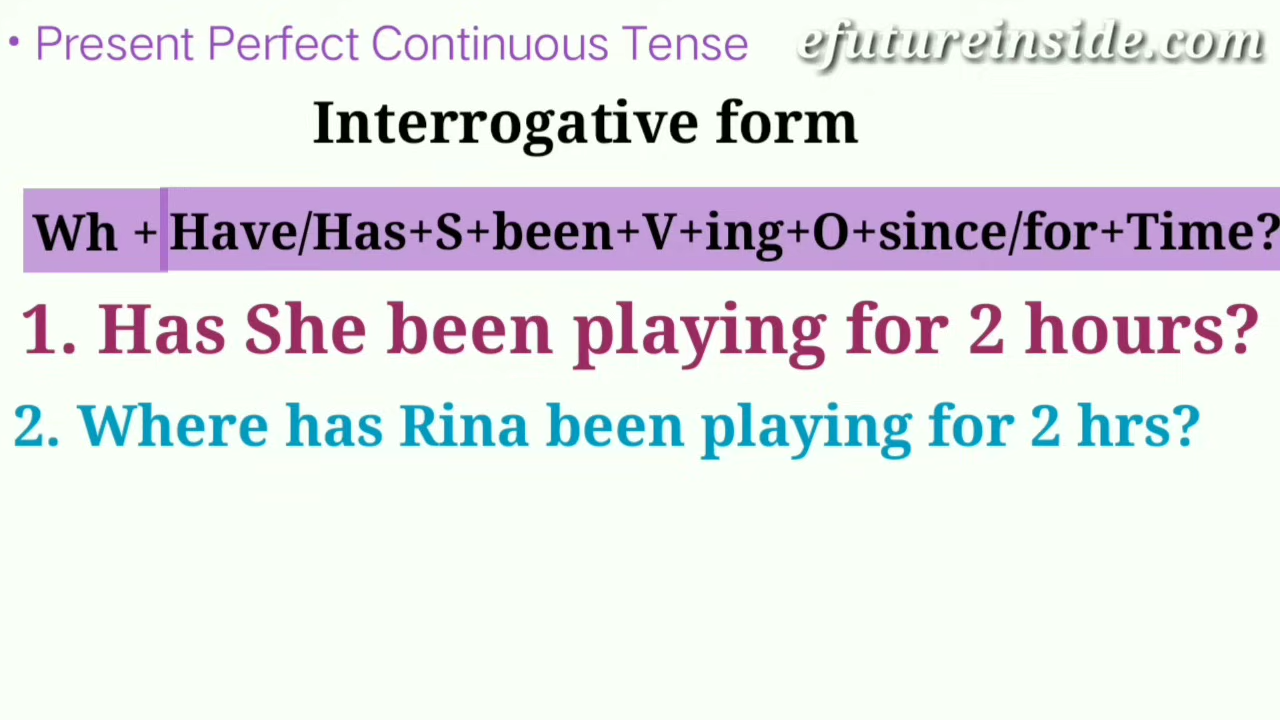 • Present Perfect Continuous Tense efutureinside.com
Interrogative form
Wh + Have/Has+S+been+V+ing+O+since/for+Time?
1. Has She been playing for 2 hours?
2. Where has Rina been playing for 2 hrs?